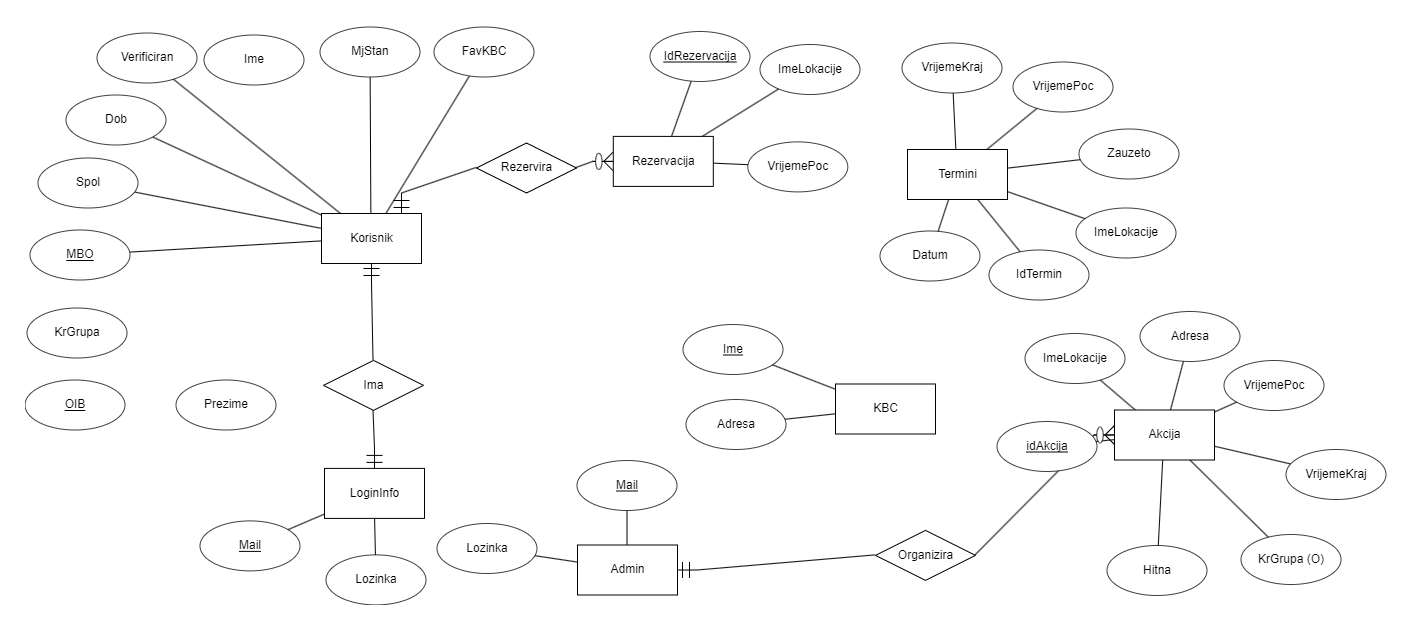 Verificiran
Ime
MjStan
FavKBC
Dob
Spol
MBO
KrGrupa
OIB
Prezime
Korisnik
Rezervira
IdRezervacija
ImeLokacije
VrijemePoc
Rezervacija
VrijemeKraj
VrijemePoc
Zauzeto
Termini
ImeLokacije
Datum
IdTermin
Ima
LoginInfo
Mail
Lozinka
Ime
Adresa
KBC
Mail
Lozinka
Admin
Organizira
ImeLokacije
Adresa
VrijemePoc
idAkcija
Akcija
VrijemeKraj
Hitna
KrGrupa (O)